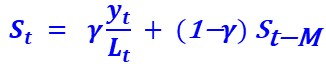 S_t = γ y_t / L_t + (1−γ) S_{t−M}